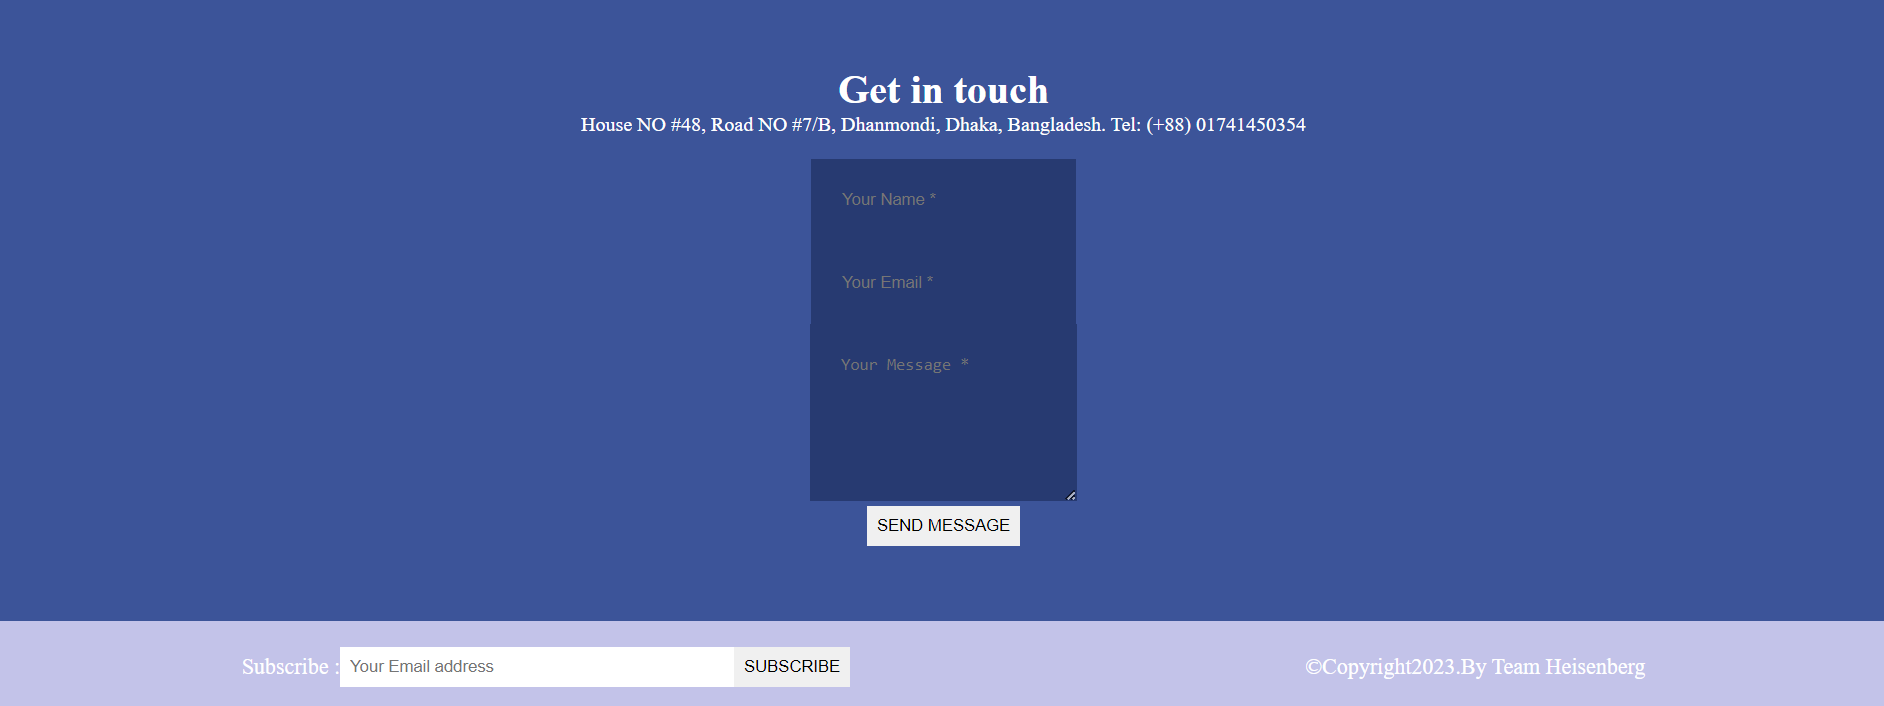 Get in touch
House NO #48, Road NO #7/B, Dhanmondi, Dhaka, Bangladesh. Tel: (+88) 01741450354
Your Name *
Your Email *
Your Message *
SEND MESSAGE
Subscribe : Your Email address SUBSCRIBE ©Copyright2023.By Team Heisenberg